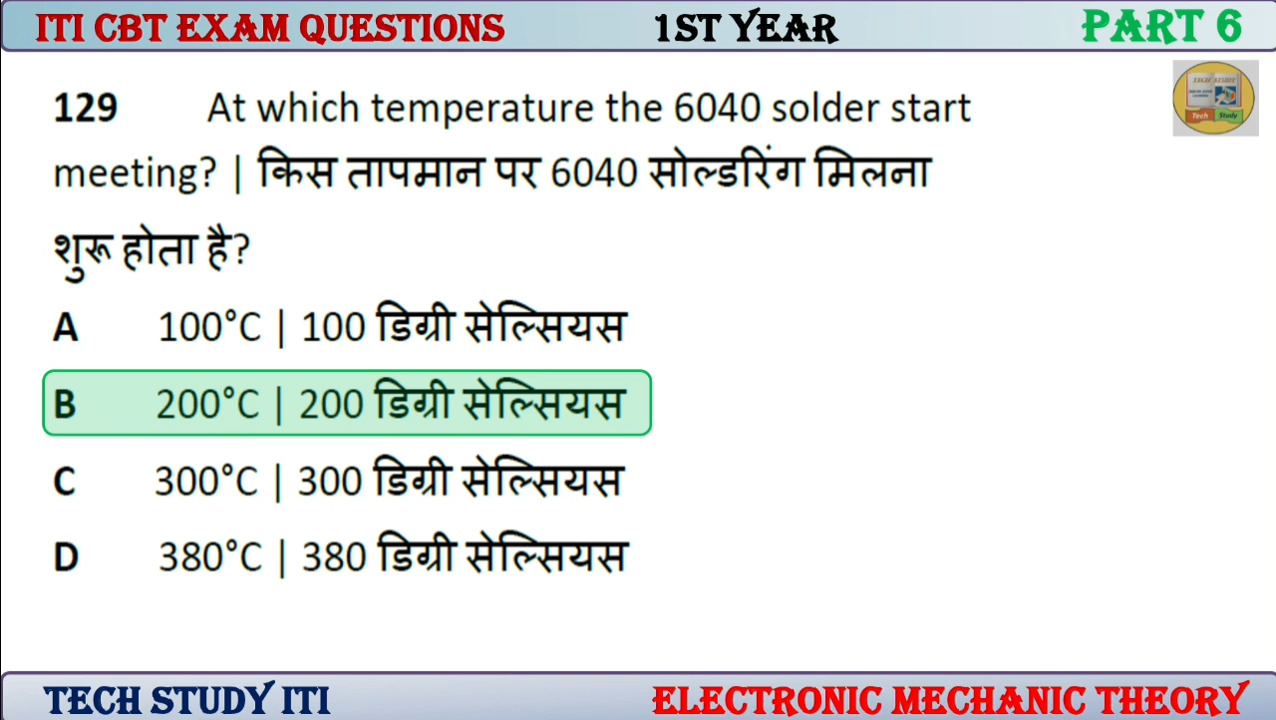 ITI CBT EXAM QUESTIONS 1ST YEAR PART 6
129 At which temperature the 6040 solder start
meeting? | किस तापमान पर 6040 सोल्डरिंग मिलना
शुरू होता है?
A 100°C | 100 डिग्री सेल्सियस
B 200°C | 200 डिग्री सेल्सियस
C 300°C | 300 डिग्री सेल्सियस
D 380°C | 380 डिग्री सेल्सियस
Tech Study
TECH STUDY ITI ELECTRONIC MECHANIC THEORY